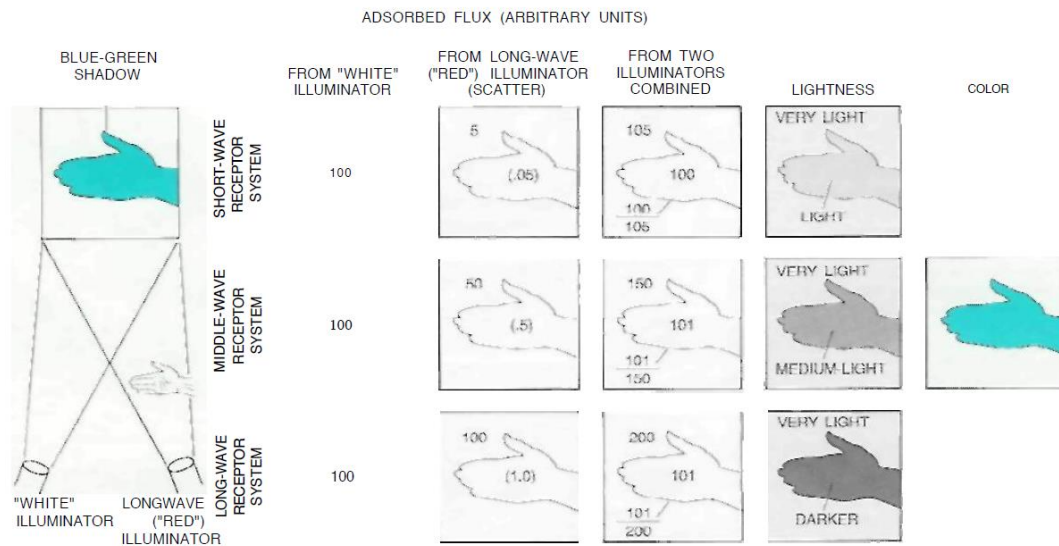 ADSORBED FLUX (ARBITRARY UNITS)
BLUE-GREEN
SHADOW
FROM "WHITE"
ILLUMINATOR
FROM LONG-WAVE
("RED") ILLUMINATOR
(SCATTER)
FROM TWO
ILLUMINATORS
COMBINED
LIGHTNESS
COLOR
SHORT-WAVE
RECEPTOR
SYSTEM
100
5
(.05)
105
100
100
105
VERY LIGHT
LIGHT
MIDDLE-WAVE
RECEPTOR
SYSTEM
100
50
(.5)
150
101
101
150
VERY LIGHT
MEDIUM-LIGHT
LONG-WAVE
RECEPTOR
SYSTEM
100
100
(1.0)
200
101
101
200
VERY LIGHT
DARKER
"WHITE"
ILLUMINATOR
LONGWAVE
("RED")
ILLUMINATOR